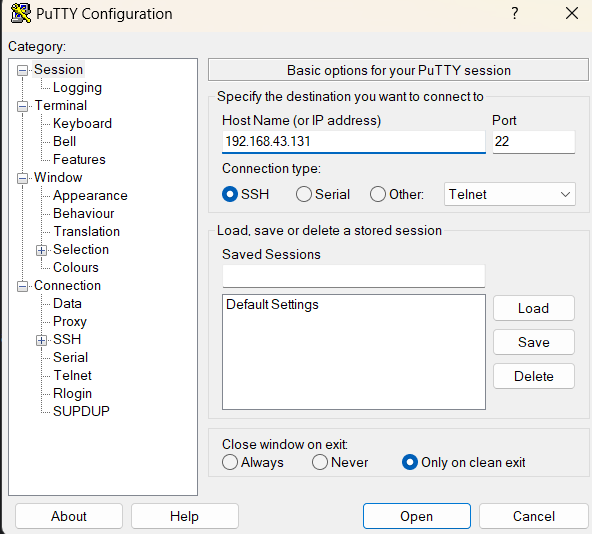 PuTTY Configuration
?
Category:
Session
Logging
Terminal
Keyboard
Bell
Features
Window
Appearance
Behaviour
Translation
Selection
Colours
Connection
Data
Proxy
SSH
Serial
Telnet
Rlogin
SUPDUP
Basic options for your PuTTY session
Specify the destination you want to connect to
Host Name (or IP address) Port
192.168.43.131 22
Connection type:
SSH Serial Other: Telnet
Load, save or delete a stored session
Saved Sessions
Default Settings
Load
Save
Delete
Close window on exit:
Always Never Only on clean exit
About Help Open Cancel